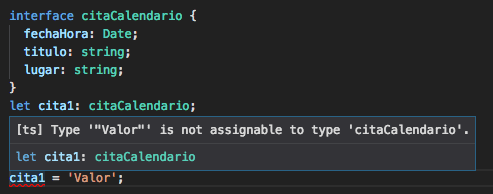 interface citaCalendario {
fechaHora: Date;
titulo: string;
lugar: string;
}
let cita1: citaCalendario;
[ts] Type '"Valor"' is not assignable to type 'citaCalendario'.
let cita1: citaCalendario
cita1 = 'Valor';